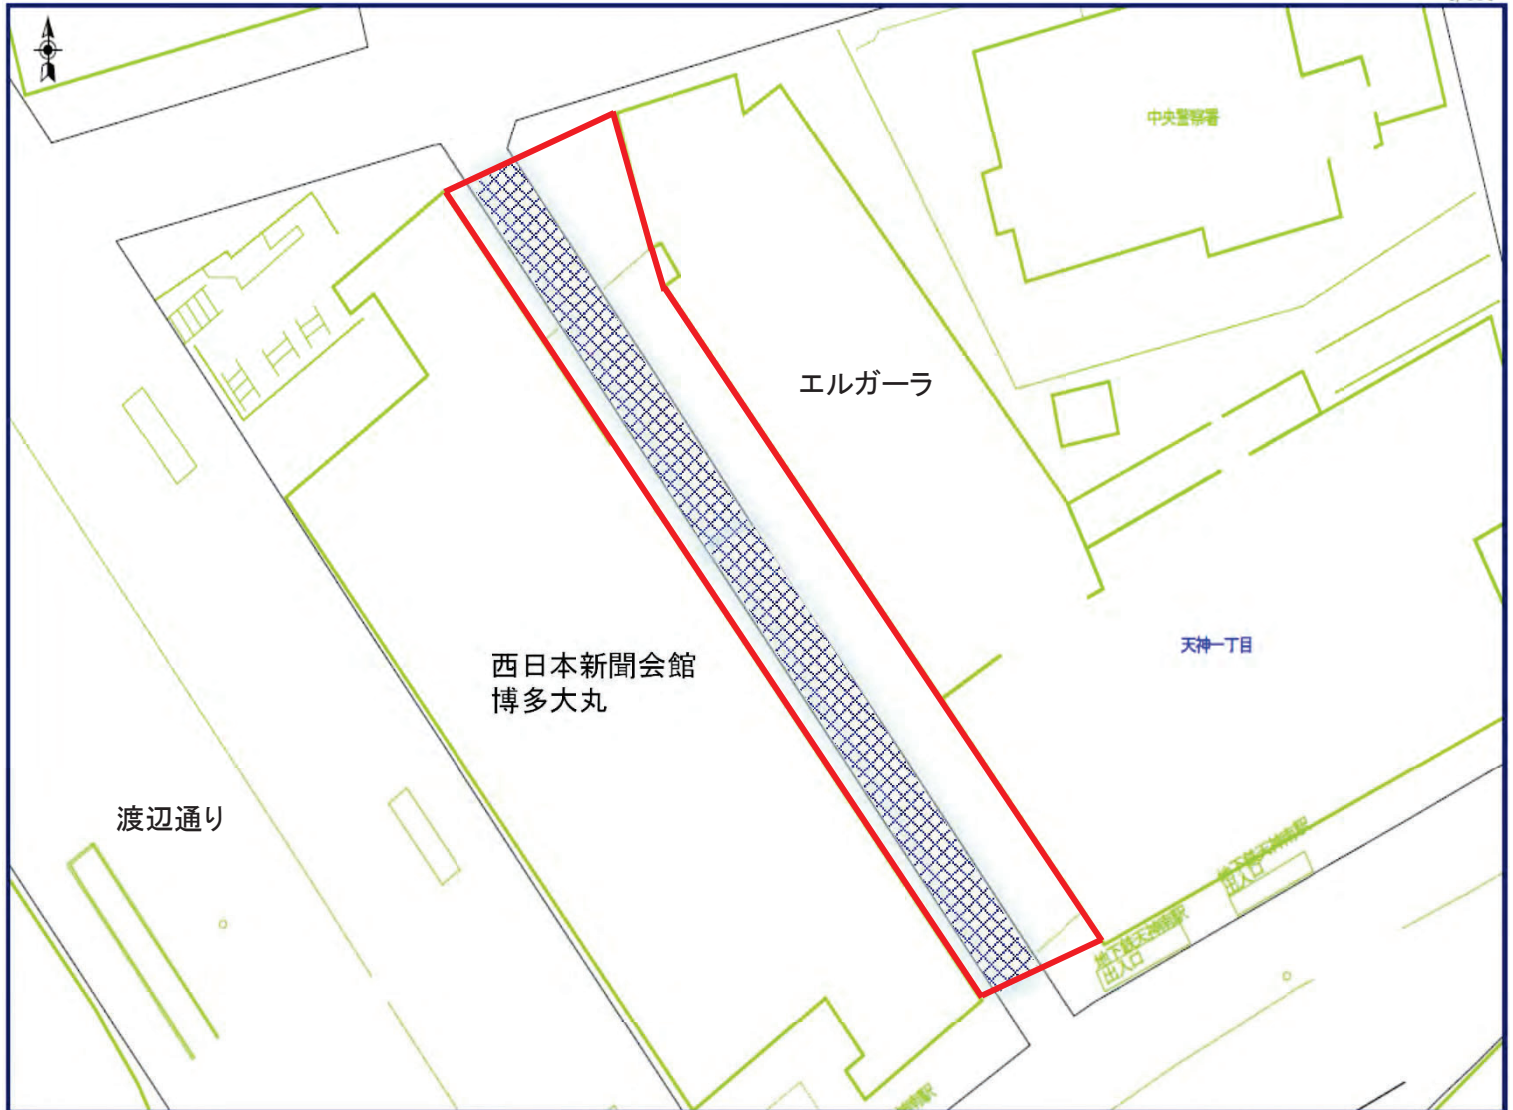 中央警察署
エルガーラ
天神一丁目
西日本新聞会館
博多大丸
渡辺通り
地下鉄天神南駅
出入口
地下鉄天神南駅
出入口